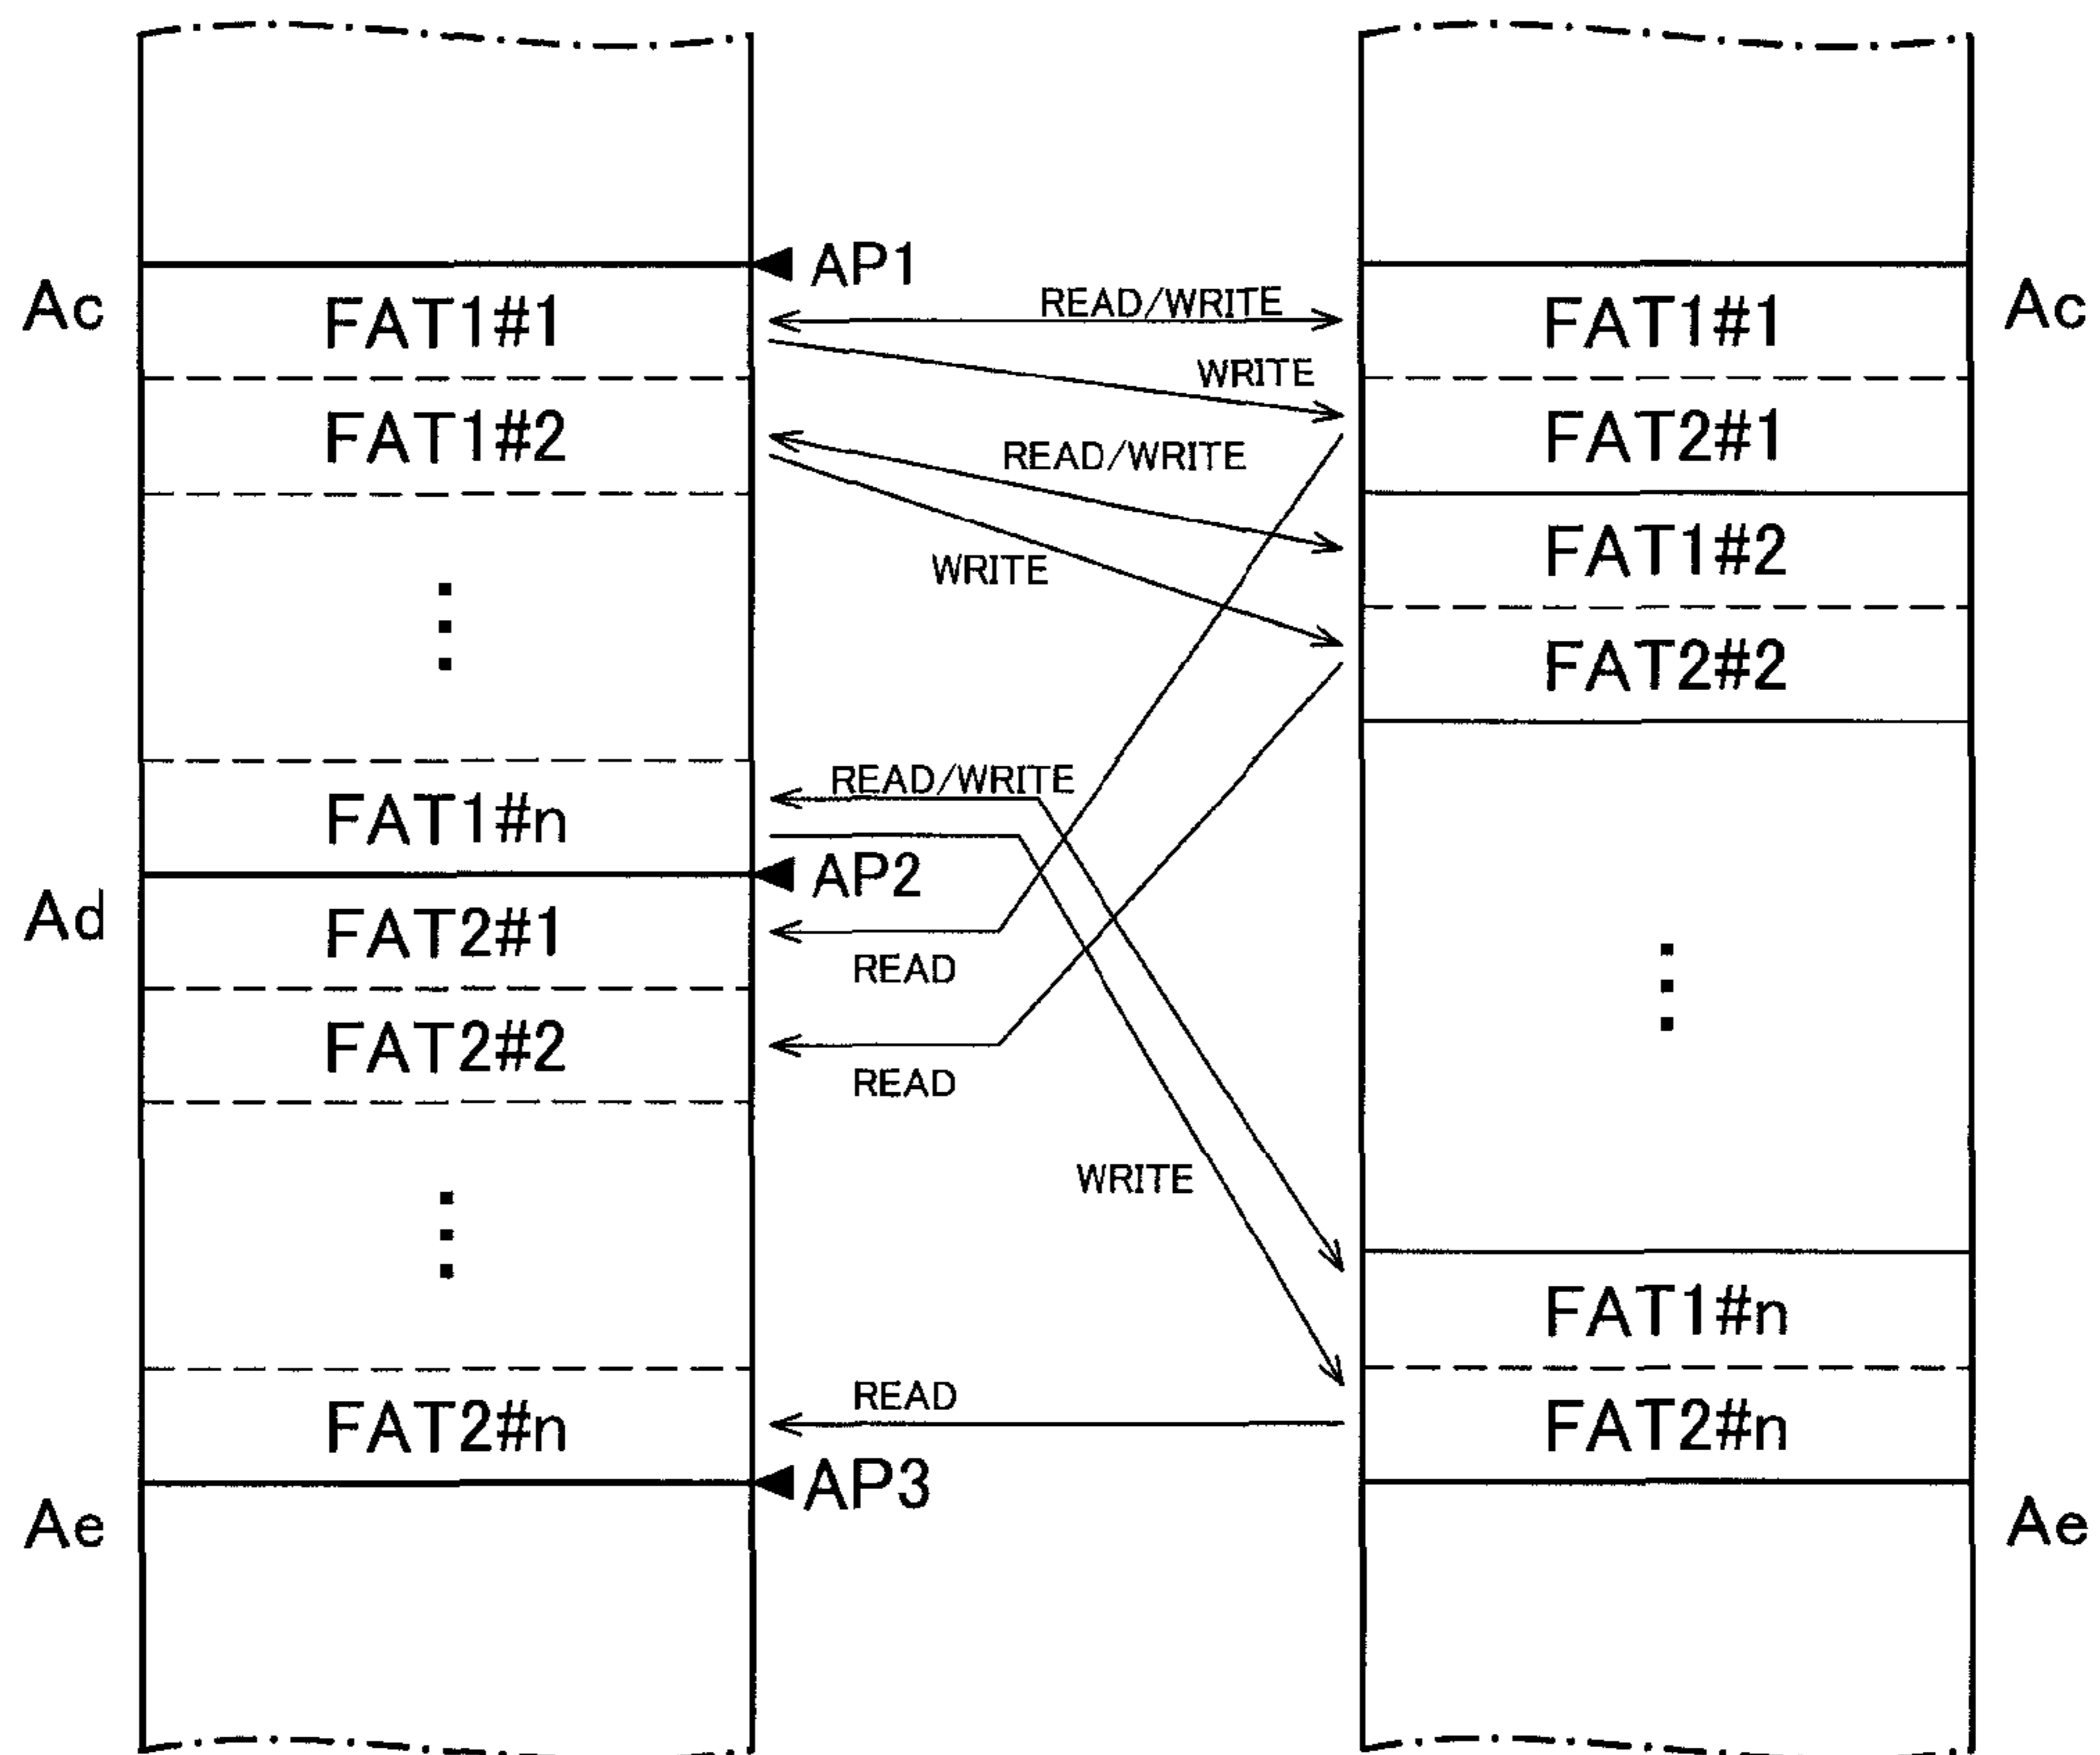 AP1
Ac
FAT1#1
READ/WRITE
FAT1#1
Ac
WRITE
FAT1#2
READ/WRITE
FAT2#1
WRITE
FAT1#2
FAT2#2
READ/WRITE
FAT1#n
AP2
Ad
FAT2#1
READ
FAT2#2
READ
WRITE
FAT1#n
READ
FAT2#n
FAT2#n
AP3
Ae
Ae